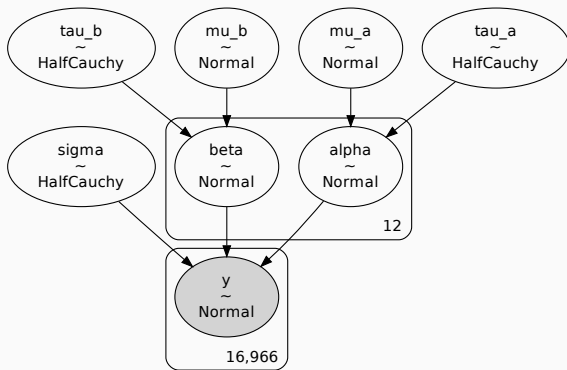 tau_b
~
HalfCauchy
mu_b
~
Normal
mu_a
~
Normal
tau_a
~
HalfCauchy
sigma
~
HalfCauchy
beta
~
Normal
alpha
~
Normal
12
y
~
Normal
16,966